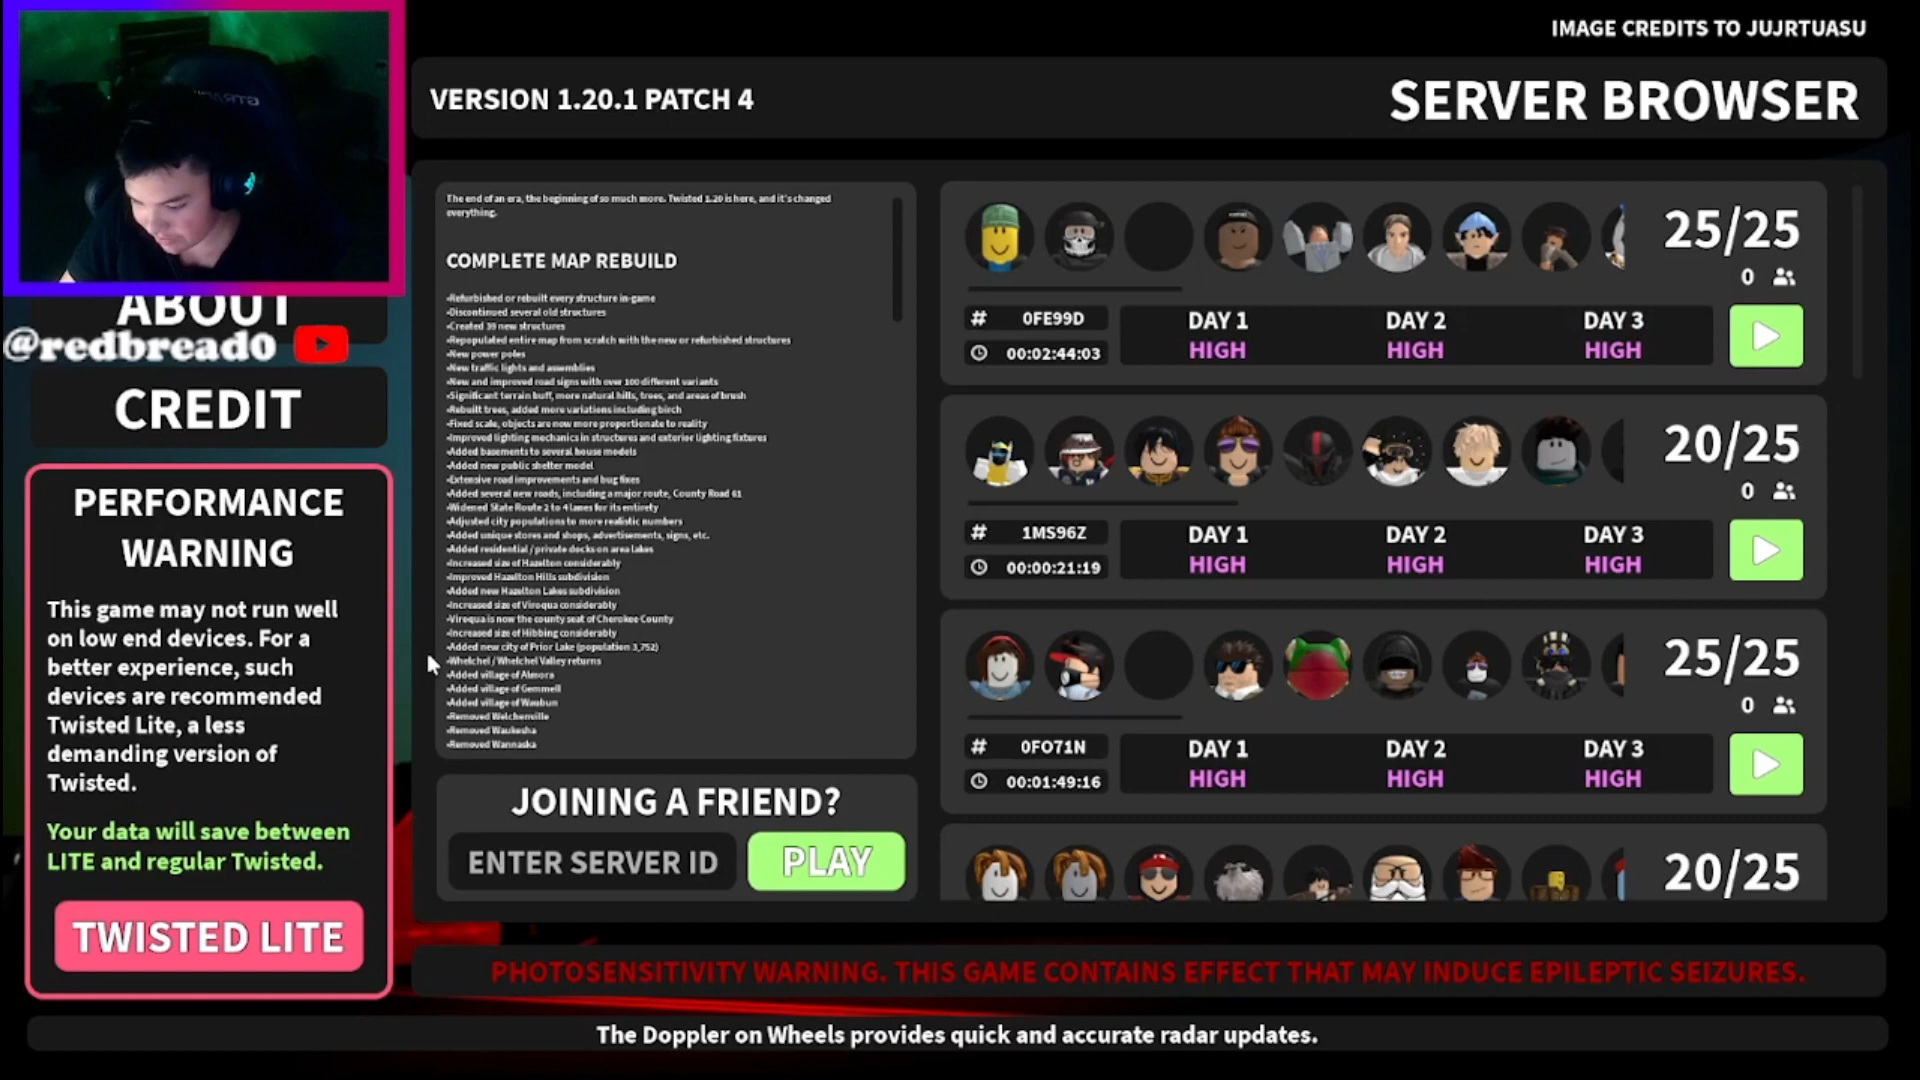 IMAGE CREDITS TO JUJRTUASU
VERSION 1.20.1 PATCH 4
SERVER BROWSER
ABOUT
@redbread0
CREDIT
PERFORMANCE
WARNING
This game may not run well
on low end devices. For a
better experience, such
devices are recommended
Twisted Lite, a less
demanding version of
Twisted.
Your data will save between
LITE and regular Twisted.
TWISTED LITE
The end of an era, the beginning of so much more. Twisted 1.20 is here, and it's changed
everything.
COMPLETE MAP REBUILD
•Refurbished or rebuilt every structure in-game
•Discontinued several old structures
•Created 39 new structures
•Repopulated entire map from scratch with the new or refurbished structures
•New power poles
•New traffic lights and assemblies
•New and improved road signs with over 100 different variants
•Significant terrain buff, more natural hills, trees, and areas of brush
•Rebuilt trees, added more variations including birch
•Fixed scale, objects are now more proportionate to reality
•Improved lighting mechanics in structures and exterior lighting fixtures
•Added basements to several house models
•Added new public shelter model
•Extensive road improvements and bug fixes
•Added several new roads, including a major route, County Road 61
•Widened State Route 2 to 4 lanes for its entirety
•Adjusted city populations to more realistic numbers
•Added unique stores and shops, advertisements, signs, etc.
•Added residential / private docks on area lakes
•Increased size of Hazelton considerably
•Improved Hazelton Hills subdivision
•Added new Hazelton Lakes subdivision
•Increased size of Viroqua considerably
•Viroqua is now the county seat of Cherokee County
•Increased size of Hibbing considerably
•Added new city of Prior Lake (population 3,752)
•Whelchel / Whelchel Valley returns
•Added village of Almora
•Added village of Gemmell
•Added village of Waubun
•Removed Welchenville
•Removed Waukesha
•Removed Wannaska
JOINING A FRIEND?
ENTER SERVER ID
PLAY
25/25
0
# 0FE99D
00:02:44:03
DAY 1 DAY 2 DAY 3
HIGH HIGH HIGH
20/25
0
# 1MS96Z
00:00:21:19
DAY 1 DAY 2 DAY 3
HIGH HIGH HIGH
25/25
0
# 0FO71N
00:01:49:16
DAY 1 DAY 2 DAY 3
HIGH HIGH HIGH
20/25
PHOTOSENSITIVITY WARNING. THIS GAME CONTAINS EFFECT THAT MAY INDUCE EPILEPTIC SEIZURES.
The Doppler on Wheels provides quick and accurate radar updates.